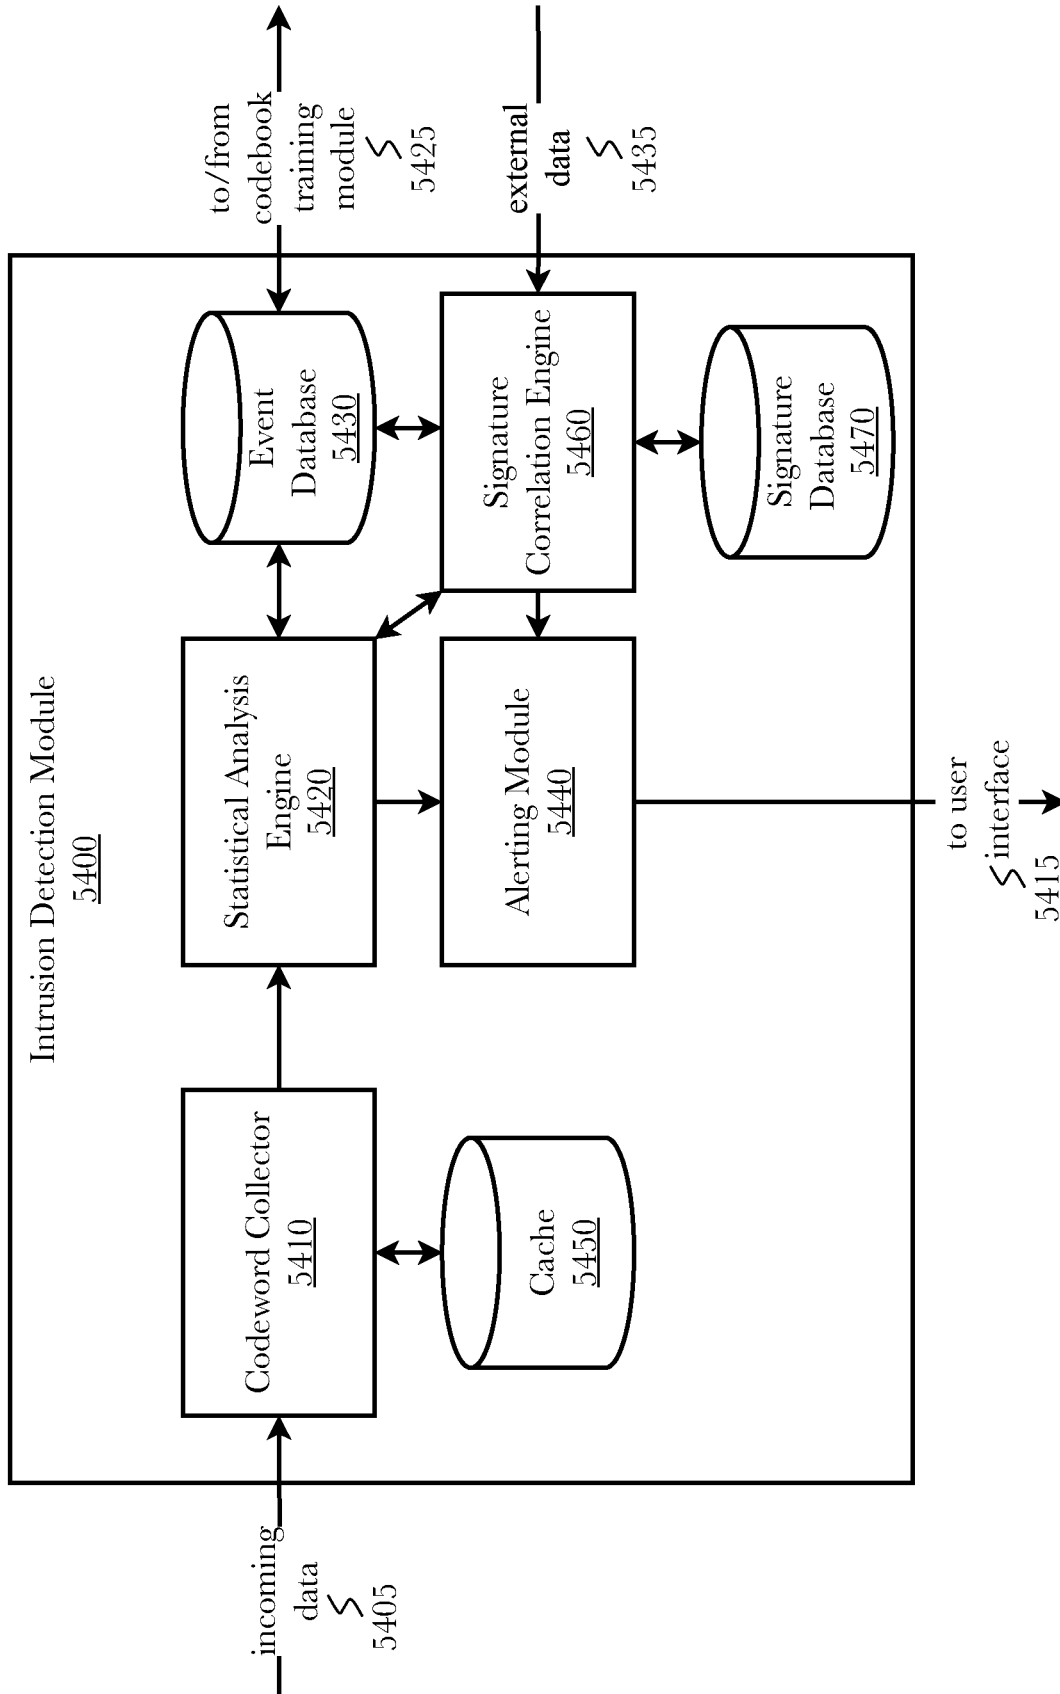 Intrusion Detection Module
5400
incoming
data
5405
Codeword Collector
5410
Statistical Analysis
Engine
5420
Event
Database
5430
to/from
codebook
training
module
5425
Cache
5450
Alerting Module
5440
Signature
Correlation Engine
5460
external
data
5435
Signature
Database
5470
to user
interface
5415